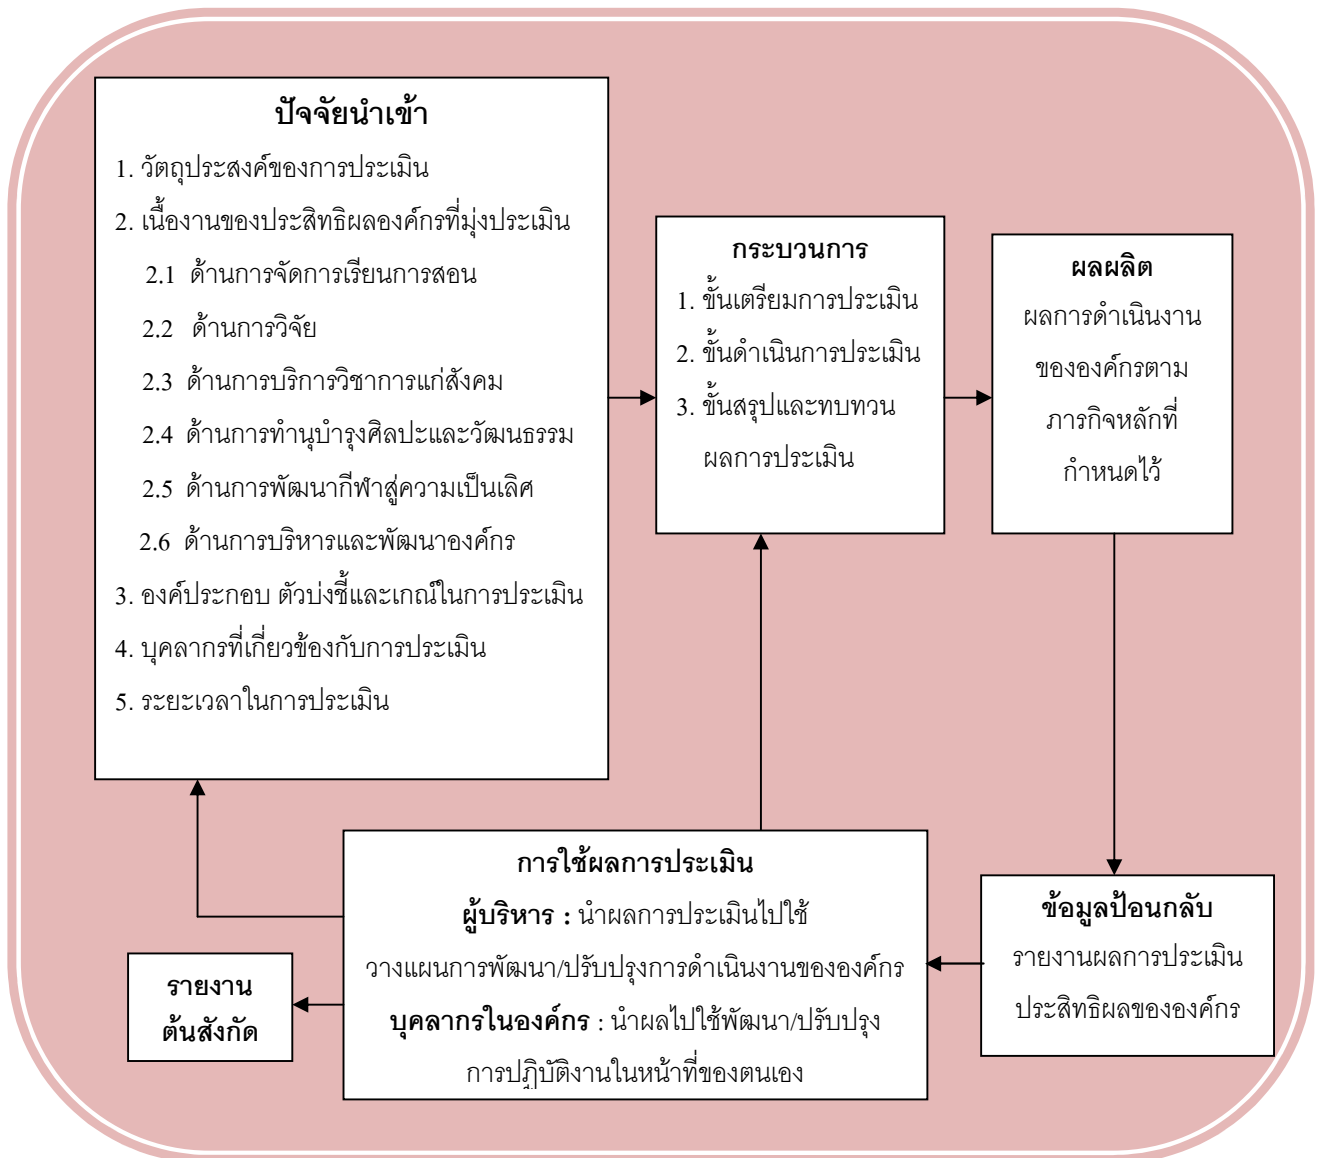 ปัจจัยนำเข้า
1. วัตถุประสงค์ของการประเมิน
2. เนื้องานของประสิทธิผลองค์กรที่มุ่งประเมิน
2.1 ด้านการจัดการเรียนการสอน
2.2 ด้านการวิจัย
2.3 ด้านการบริการวิชาการแก่สังคม
2.4 ด้านการทำนุบำรุงศิลปะและวัฒนธรรม
2.5 ด้านการพัฒนากีฬาสู่ความเป็นเลิศ
2.6 ด้านการบริหารและพัฒนาองค์กร
3. องค์ประกอบ ตัวบ่งชี้และเกณ์ในการประเมิน
4. บุคลากรที่เกี่ยวข้องกับการประเมิน
5. ระยะเวลาในการประเมิน
กระบวนการ
1. ขั้นเตรียมการประเมิน
2. ขั้นดำเนินการประเมิน
3. ขั้นสรุปและทบทวน
ผลการประเมิน
ผลผลิต
ผลการดำเนินงาน
ขององค์กรตาม
ภารกิจหลักที่
กำหนดไว้
ข้อมูลป้อนกลับ
รายงานผลการประเมิน
ประสิทธิผลขององค์กร
การใช้ผลการประเมิน
ผู้บริหาร : นำผลการประเมินไปใช้
วางแผนการพัฒนา/ปรับปรุงการดำเนินงานขององค์กร
บุคลากรในองค์กร : นำผลไปใช้พัฒนา/ปรับปรุง
การปฏิบัติงานในหน้าที่ของตนเอง
รายงาน
ต้นสังกัด